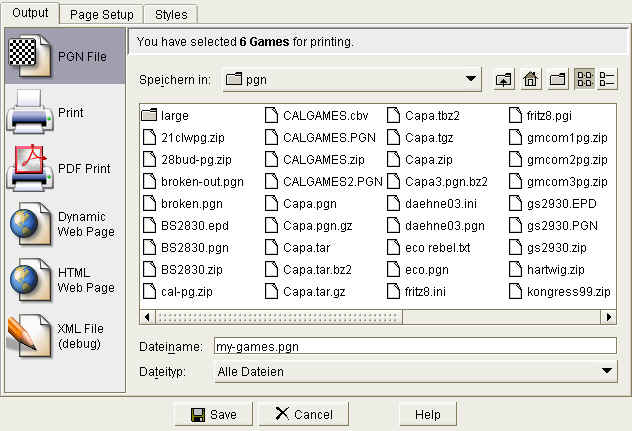 Output Page Setup Styles
PGN File
Print
PDF Print
Dynamic
Web Page
HTML
Web Page
XML File
(debug)
You have selected 6 Games for printing.
Speichern in: pgn
large
21clwpg.zip
28bud-pg.zip
broken-out.pgn
broken.pgn
BS2830.epd
BS2830.pgn
BS2830.zip
cal-pg.zip
CALGAMES.cbv
CALGAMES.PGN
CALGAMES.zip
CALGAMES2.PGN
Capa.pgn
Capa.pgn.gz
Capa.tar
Capa.tar.bz2
Capa.tar.gz
Capa.tbz2
Capa.tgz
Capa.zip
Capa3.pgn.bz2
daehne03.ini
daehne03.pgn
eco rebel.txt
eco.pgn
fritz8.ini
fritz8.pgi
gmcom1pg.zip
gmcom2pg.zip
gmcom3pg.zip
gs2930.EPD
gs2930.PGN
gs2930.zip
hartwig.zip
kongress99.zip
Dateiname: my-games.pgn
Dateityp: Alle Dateien
Save Cancel Help